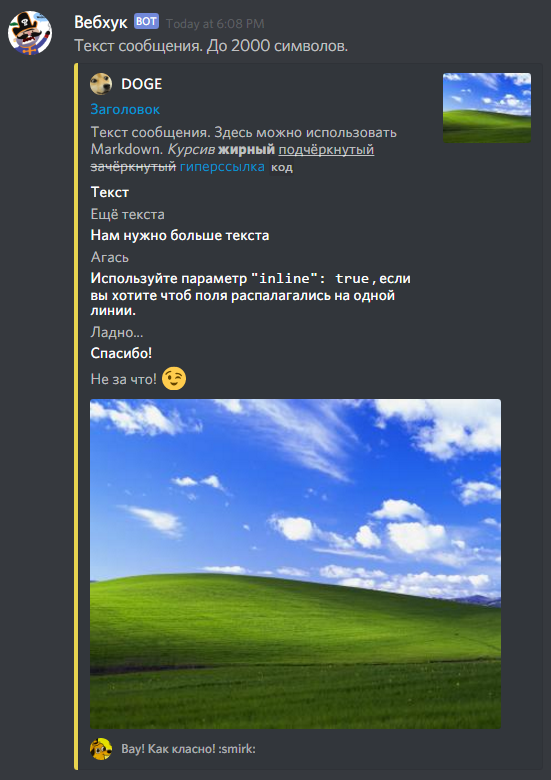 Вебхук BOT Today at 6:08 PM
Текст сообщения. До 2000 символов.
DOGE
Заголовок
Текст сообщения. Здесь можно использовать
Markdown. Курсив жирный подчёркнутый
зачёркнутый гиперссылка код
Текст
Ещё текста
Нам нужно больше текста
Агась
Используйте параметр "inline": true, если
вы хотите чтоб поля распалагались на одной
линии.
Ладно...
Спасибо!
Не за что! 😉
Вау! Как класно! :smirk: